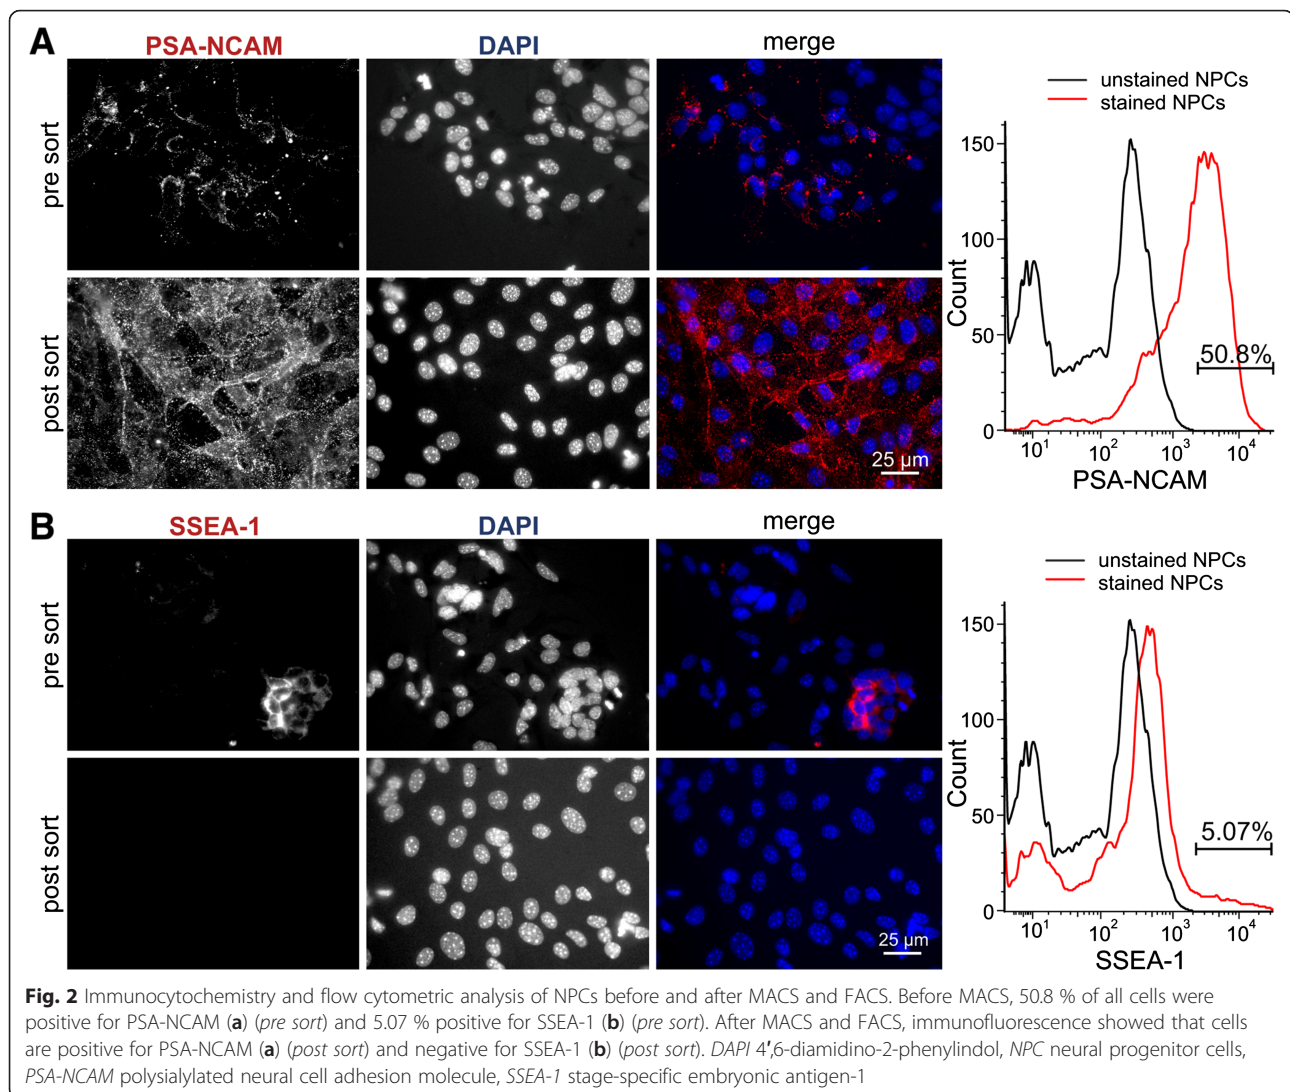 A
PSA-NCAM
DAPI
merge
pre sort
post sort
25 µm
unstained NPCs
stained NPCs
Count
150
100
50
0
50.8%
10¹ 10² 10³ 10⁴
PSA-NCAM
B
SSEA-1
DAPI
merge
pre sort
post sort
25 µm
unstained NPCs
stained NPCs
Count
150
100
50
0
5.07%
10¹ 10² 10³ 10⁴
SSEA-1
Fig. 2 Immunocytochemistry and flow cytometric analysis of NPCs before and after MACS and FACS. Before MACS, 50.8 % of all cells were
positive for PSA-NCAM (a) (pre sort) and 5.07 % positive for SSEA-1 (b) (pre sort). After MACS and FACS, immunofluorescence showed that cells
are positive for PSA-NCAM (a) (post sort) and negative for SSEA-1 (b) (post sort). DAPI 4′,6-diamidino-2-phenylindol, NPC neural progenitor cells,
PSA-NCAM polysialylated neural cell adhesion molecule, SSEA-1 stage-specific embryonic antigen-1